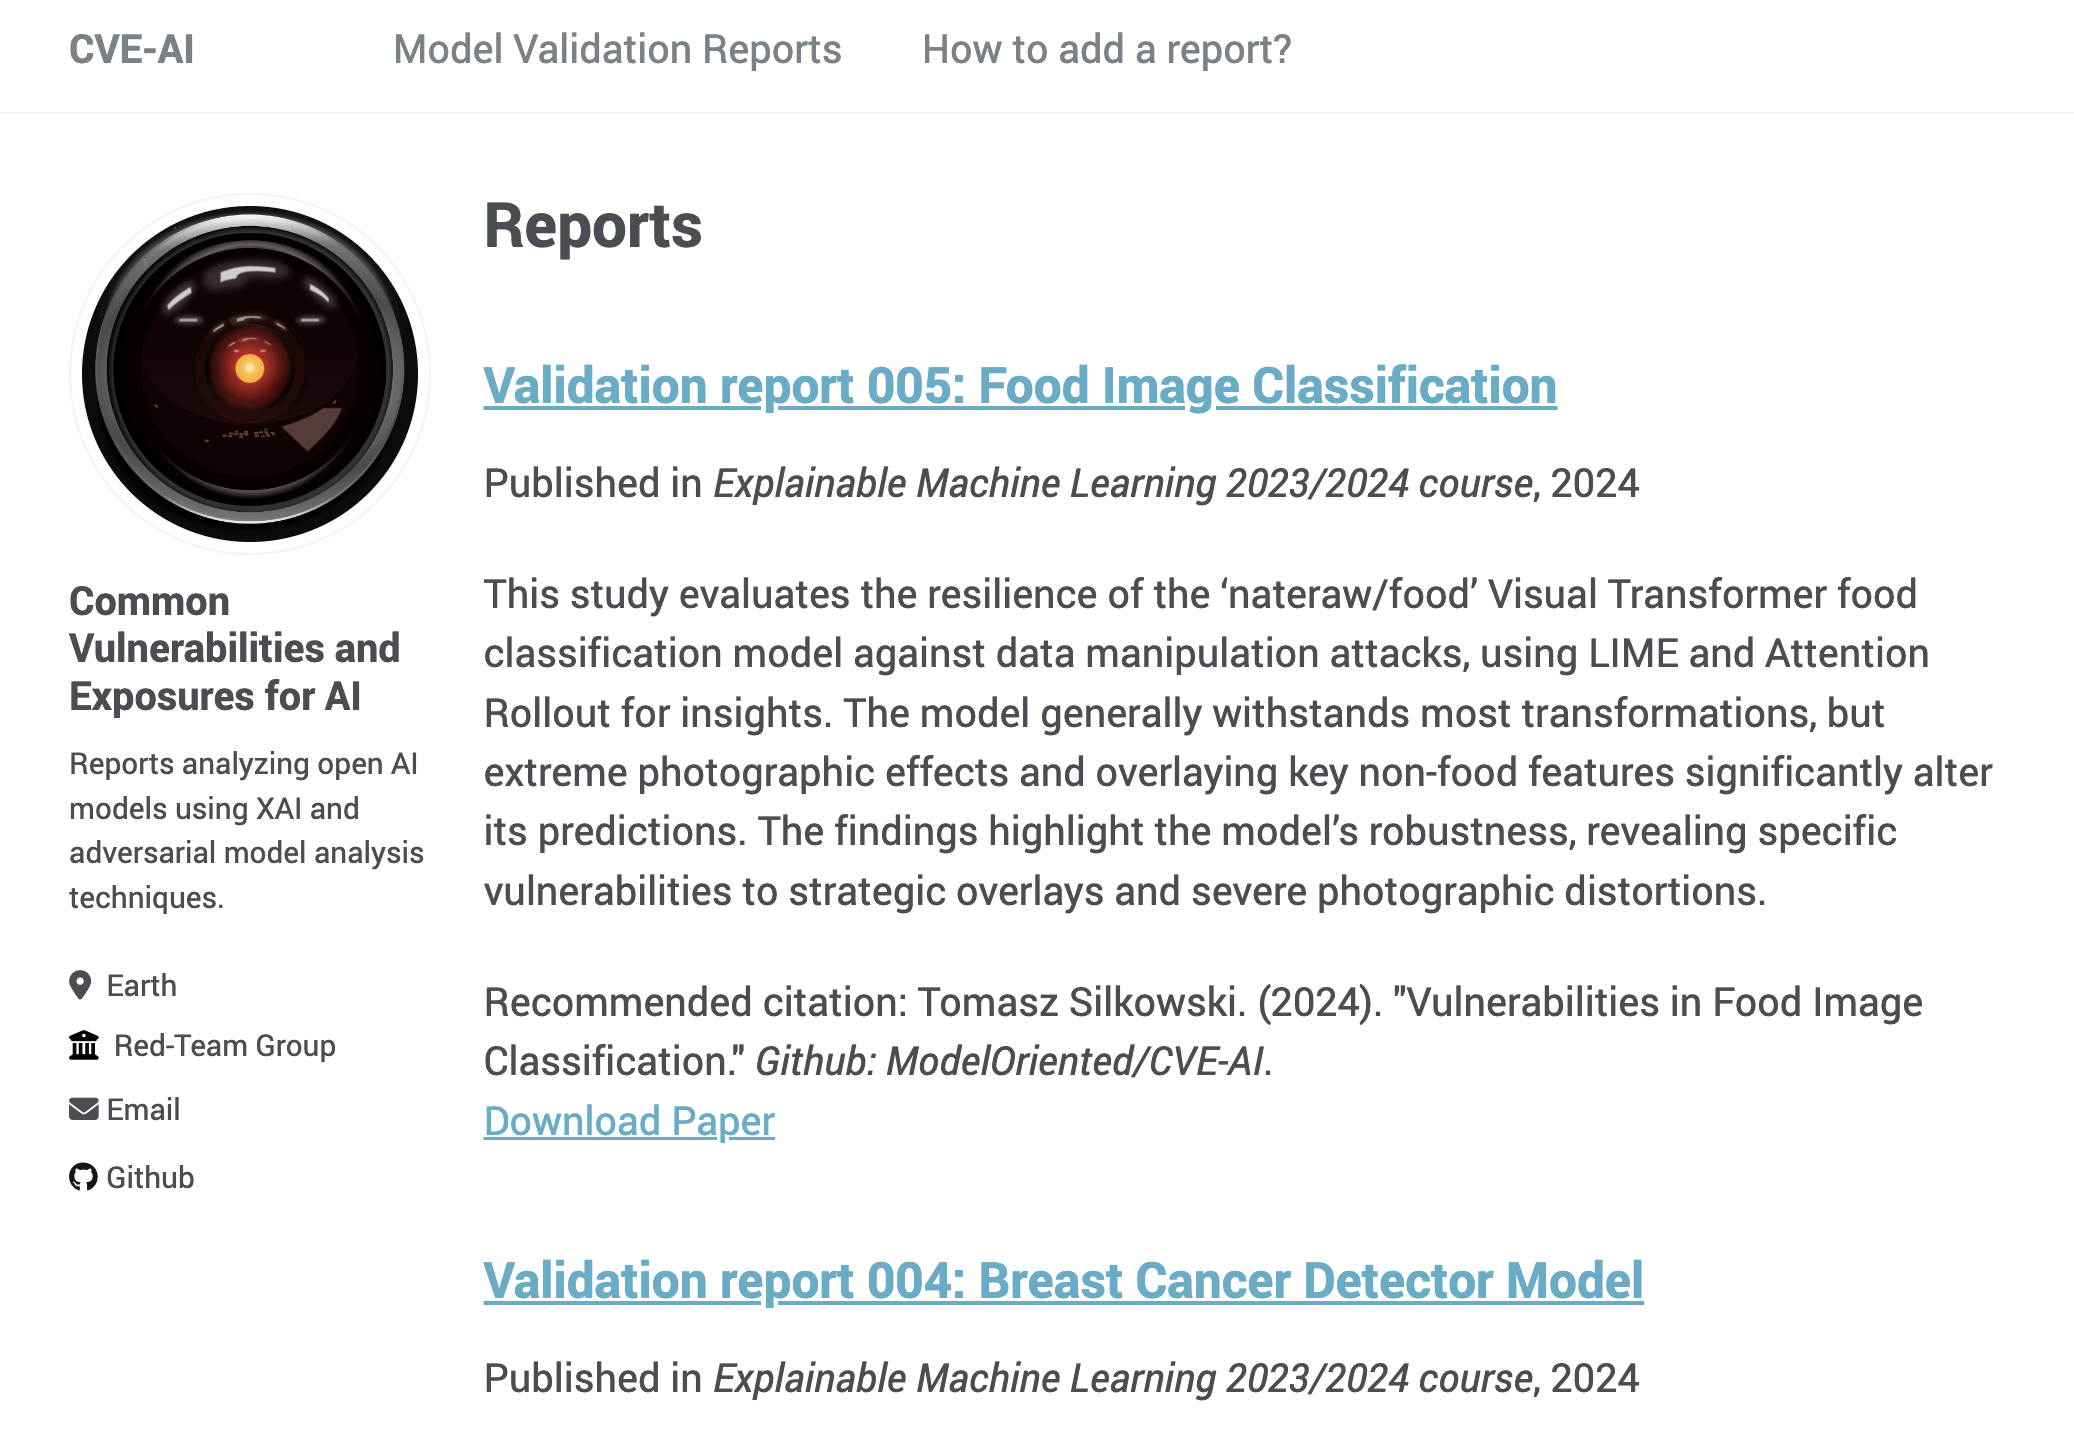 CVE-AI Model Validation Reports How to add a report?
Common
Vulnerabilities and
Exposures for AI
Reports analyzing open AI
models using XAI and
adversarial model analysis
techniques.
Earth
Red-Team Group
Email
Github
Reports
Validation report 005: Food Image Classification
Published in Explainable Machine Learning 2023/2024 course, 2024
This study evaluates the resilience of the ‘nateraw/food’ Visual Transformer food
classification model against data manipulation attacks, using LIME and Attention
Rollout for insights. The model generally withstands most transformations, but
extreme photographic effects and overlaying key non-food features significantly alter
its predictions. The findings highlight the model’s robustness, revealing specific
vulnerabilities to strategic overlays and severe photographic distortions.
Recommended citation: Tomasz Silkowski. (2024). "Vulnerabilities in Food Image
Classification." Github: ModelOriented/CVE-AI.
Download Paper
Validation report 004: Breast Cancer Detector Model
Published in Explainable Machine Learning 2023/2024 course, 2024